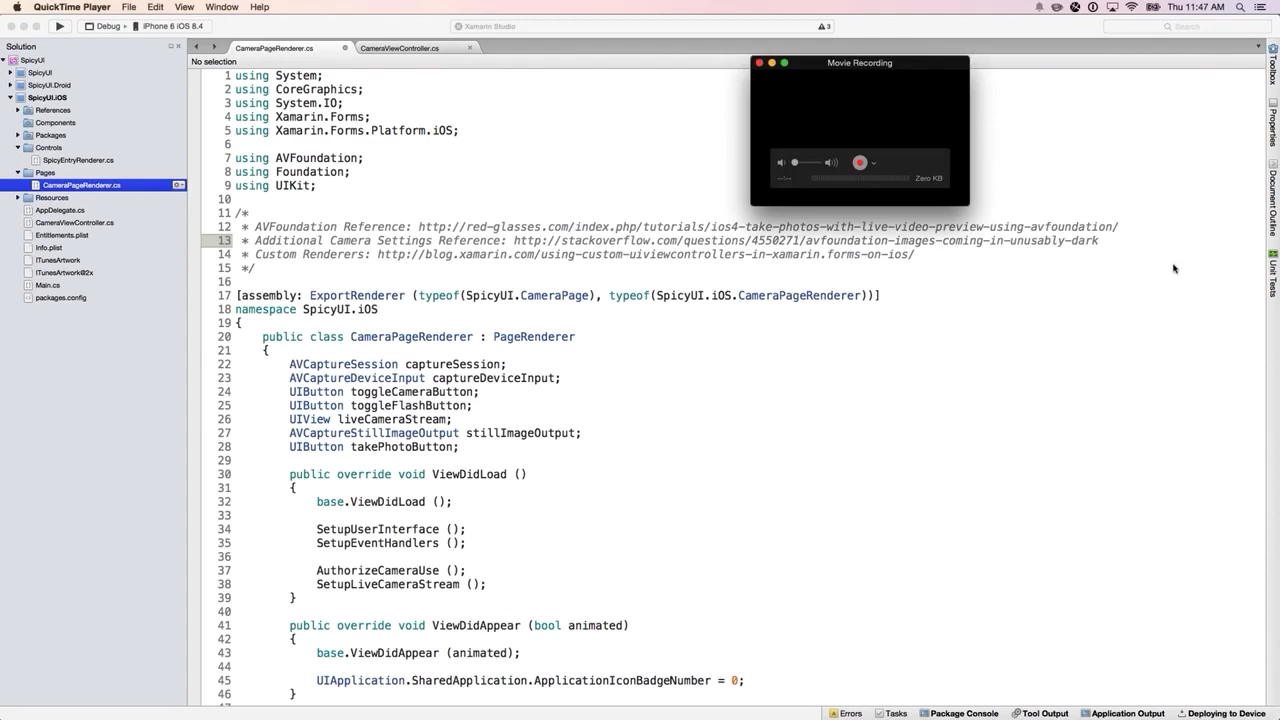 QuickTime Player File Edit View Window Help
Thu 11:47 AM
Debug iPhone 6 iOS 8.4
Xamarin Studio
3
Search
Solution
SpicyUI
SpicyUI
SpicyUI.Droid
SpicyUI.iOS
References
Components
Packages
Controls
SpicyEntryRenderer.cs
Pages
CameraPageRenderer.cs
Resources
AppDelegate.cs
CameraViewController.cs
Entitlements.plist
Info.plist
iTunesArtwork
iTunesArtwork@2x
Main.cs
packages.config
CameraPageRenderer.cs
CameraViewController.cs
No selection
1 using System;
2 using CoreGraphics;
3 using System.IO;
4 using Xamarin.Forms;
5 using Xamarin.Forms.Platform.iOS;
6
7 using AVFoundation;
8 using Foundation;
9 using UIKit;
10
11 /*
12 * AVFoundation Reference: http://red-glasses.com/index.php/tutorials/ios4-take-photos-with-live-video-preview-using-avfoundation/
13 * Additional Camera Settings Reference: http://stackoverflow.com/questions/4550271/avfoundation-images-coming-in-unusably-dark
14 * Custom Renderers: http://blog.xamarin.com/using-custom-uiviewcontrollers-in-xamarin.forms-on-ios/
15 */
16
17 [assembly: ExportRenderer (typeof(SpicyUI.CameraPage), typeof(SpicyUI.iOS.CameraPageRenderer))]
18 namespace SpicyUI.iOS
19 {
20 public class CameraPageRenderer : PageRenderer
21 {
22 AVCaptureSession captureSession;
23 AVCaptureDeviceInput captureDeviceInput;
24 UIButton toggleCameraButton;
25 UIButton toggleFlashButton;
26 UIView liveCameraStream;
27 AVCaptureStillImageOutput stillImageOutput;
28 UIButton takePhotoButton;
29
30 public override void ViewDidLoad ()
31 {
32 base.ViewDidLoad ();
33
34 SetupUserInterface ();
35 SetupEventHandlers ();
36
37 AuthorizeCameraUse ();
38 SetupLiveCameraStream ();
39 }
40
41 public override void ViewDidAppear (bool animated)
42 {
43 base.ViewDidAppear (animated);
44
45 UIApplication.SharedApplication.ApplicationIconBadgeNumber = 0;
46 }
Movie Recording
--:-- Zero KB
Toolbox
Properties
Document Outline
Unit Tests
Errors Tasks Package Console Tool Output Application Output Deploying to Device